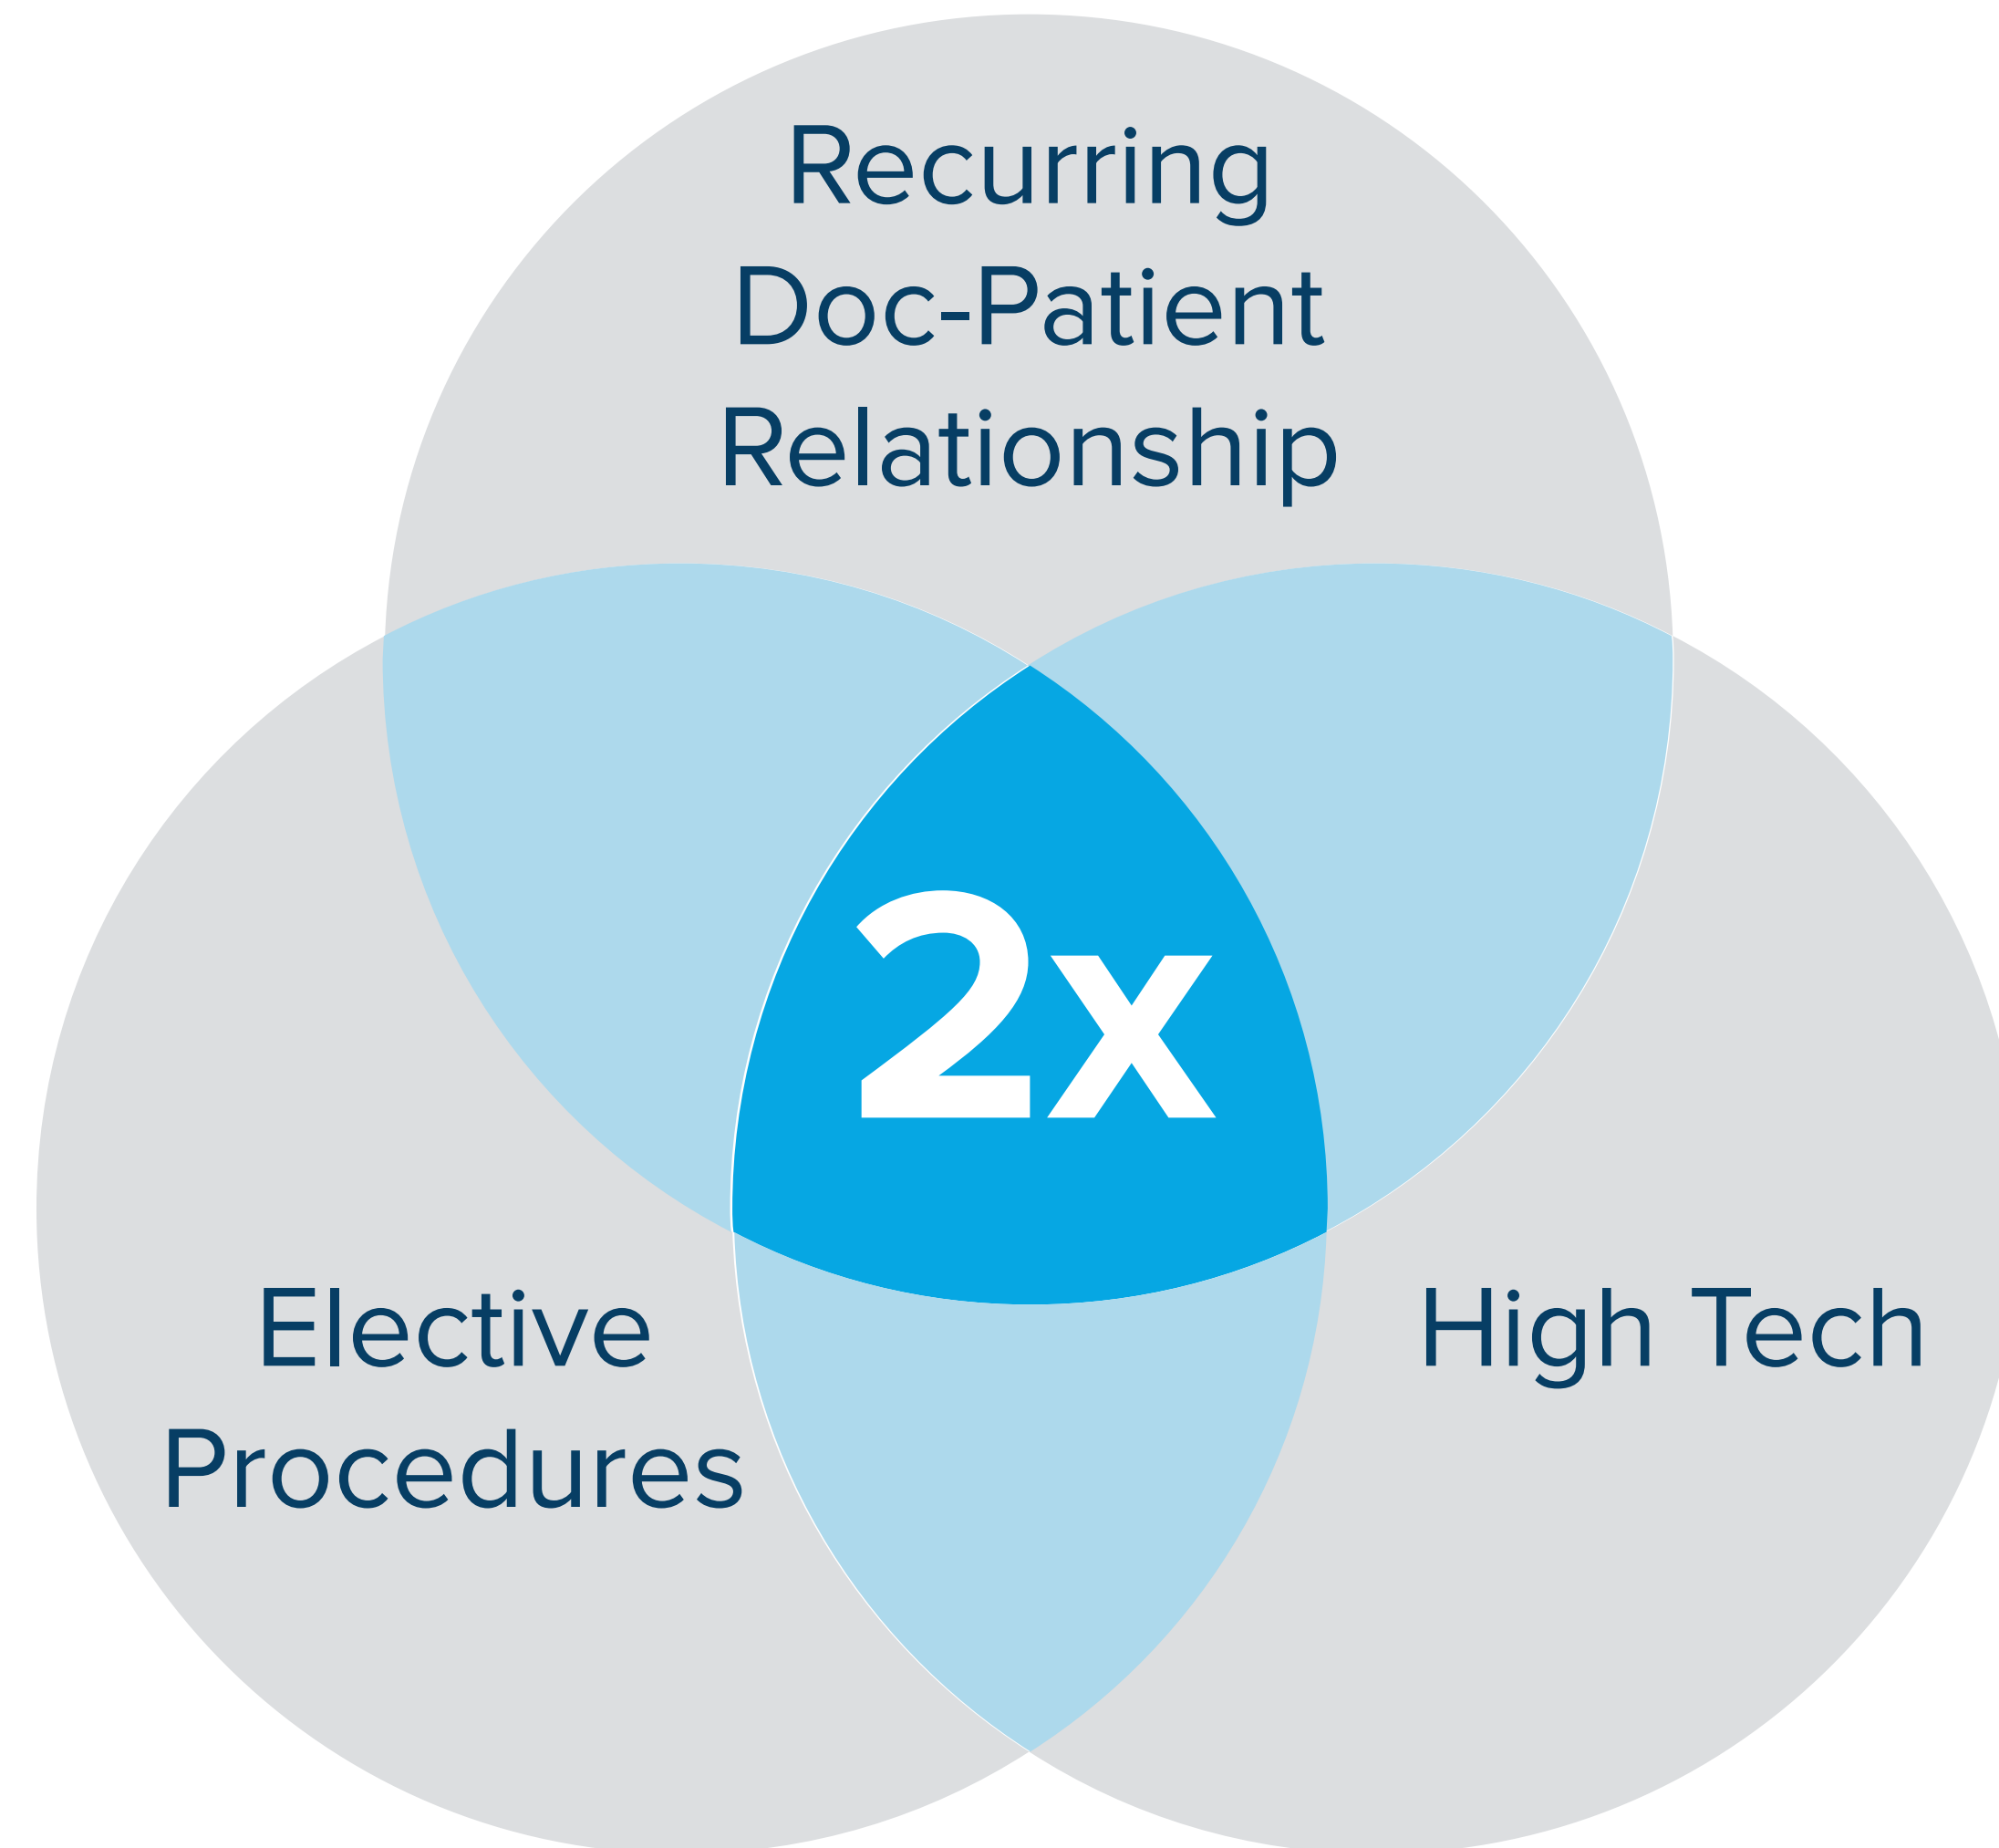 Recurring
Doc-Patient
Relationship
2x
Elective
Procedures
High Tech